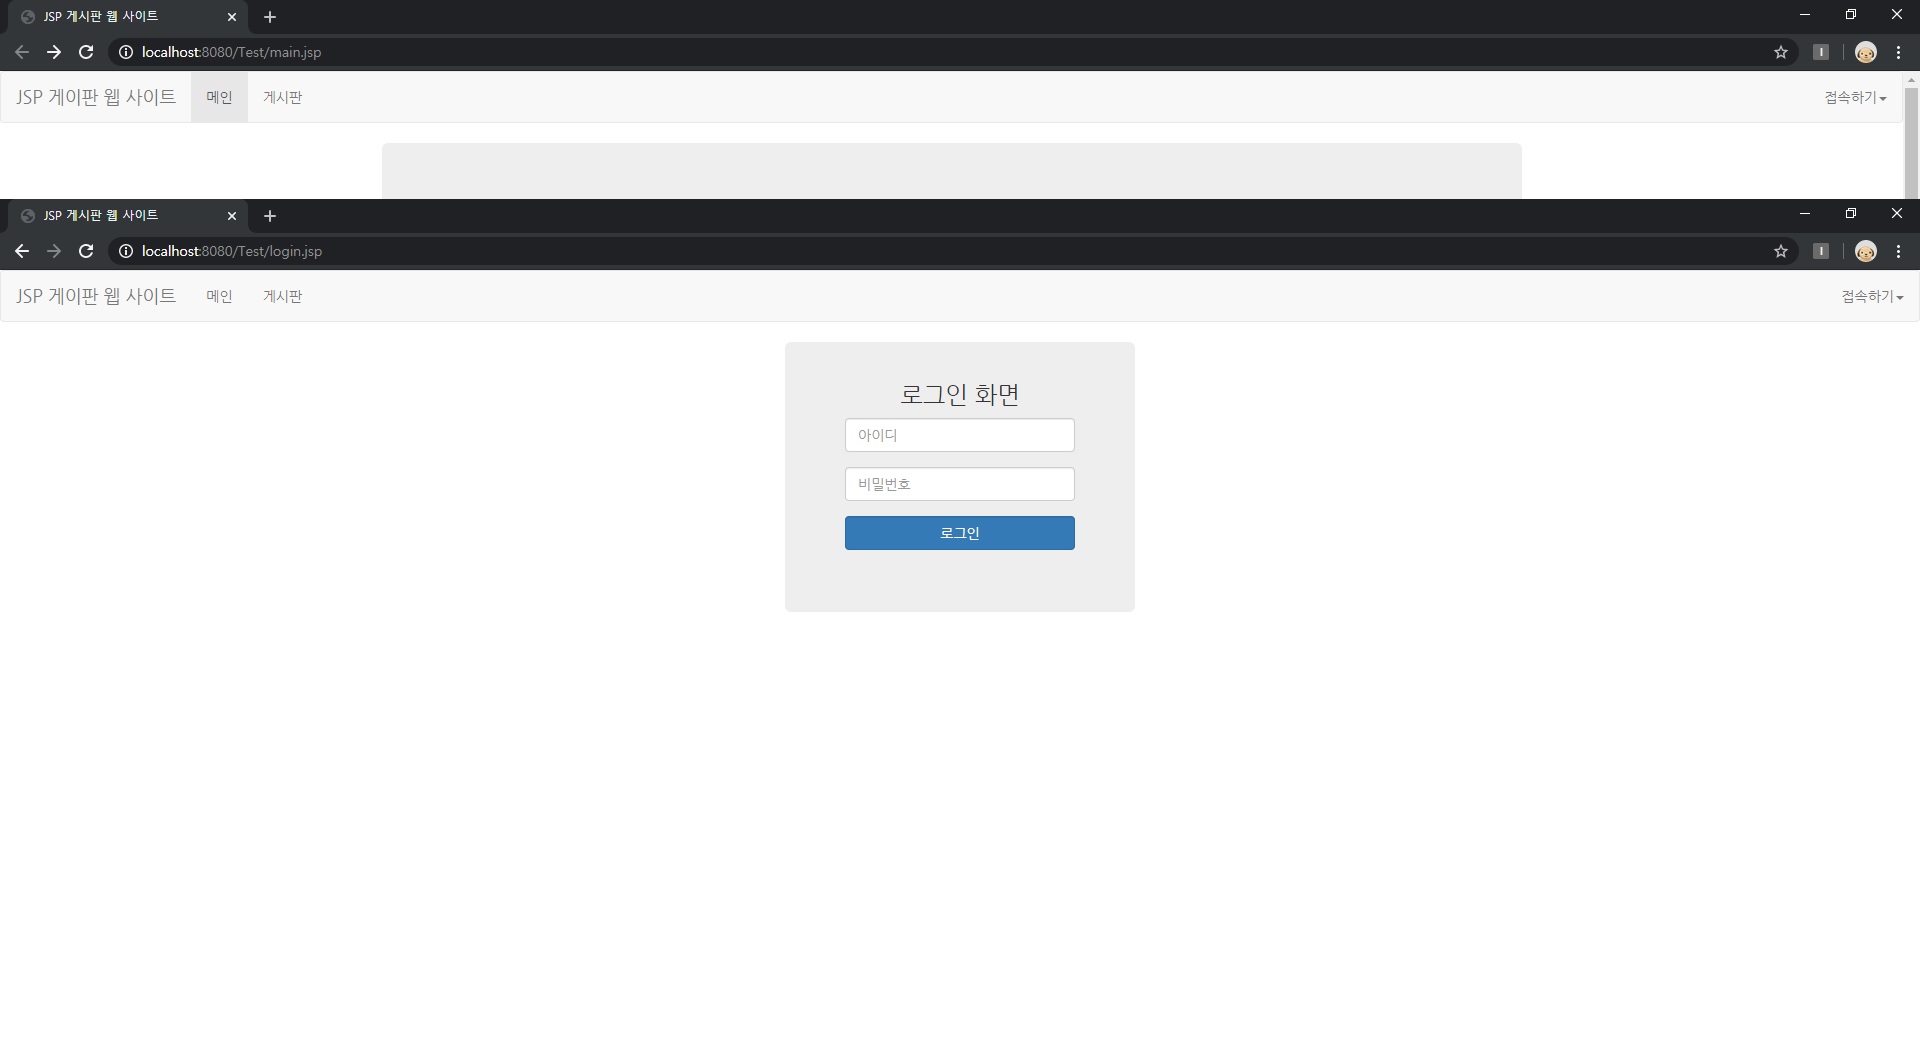 JSP 게시판 웹 사이트
localhost:8080/Test/main.jsp
JSP 게이판 웹 사이트 메인 게시판 접속하기
JSP 게시판 웹 사이트
localhost:8080/Test/login.jsp
JSP 게이판 웹 사이트 메인 게시판 접속하기
로그인 화면
아이디
비밀번호
로그인